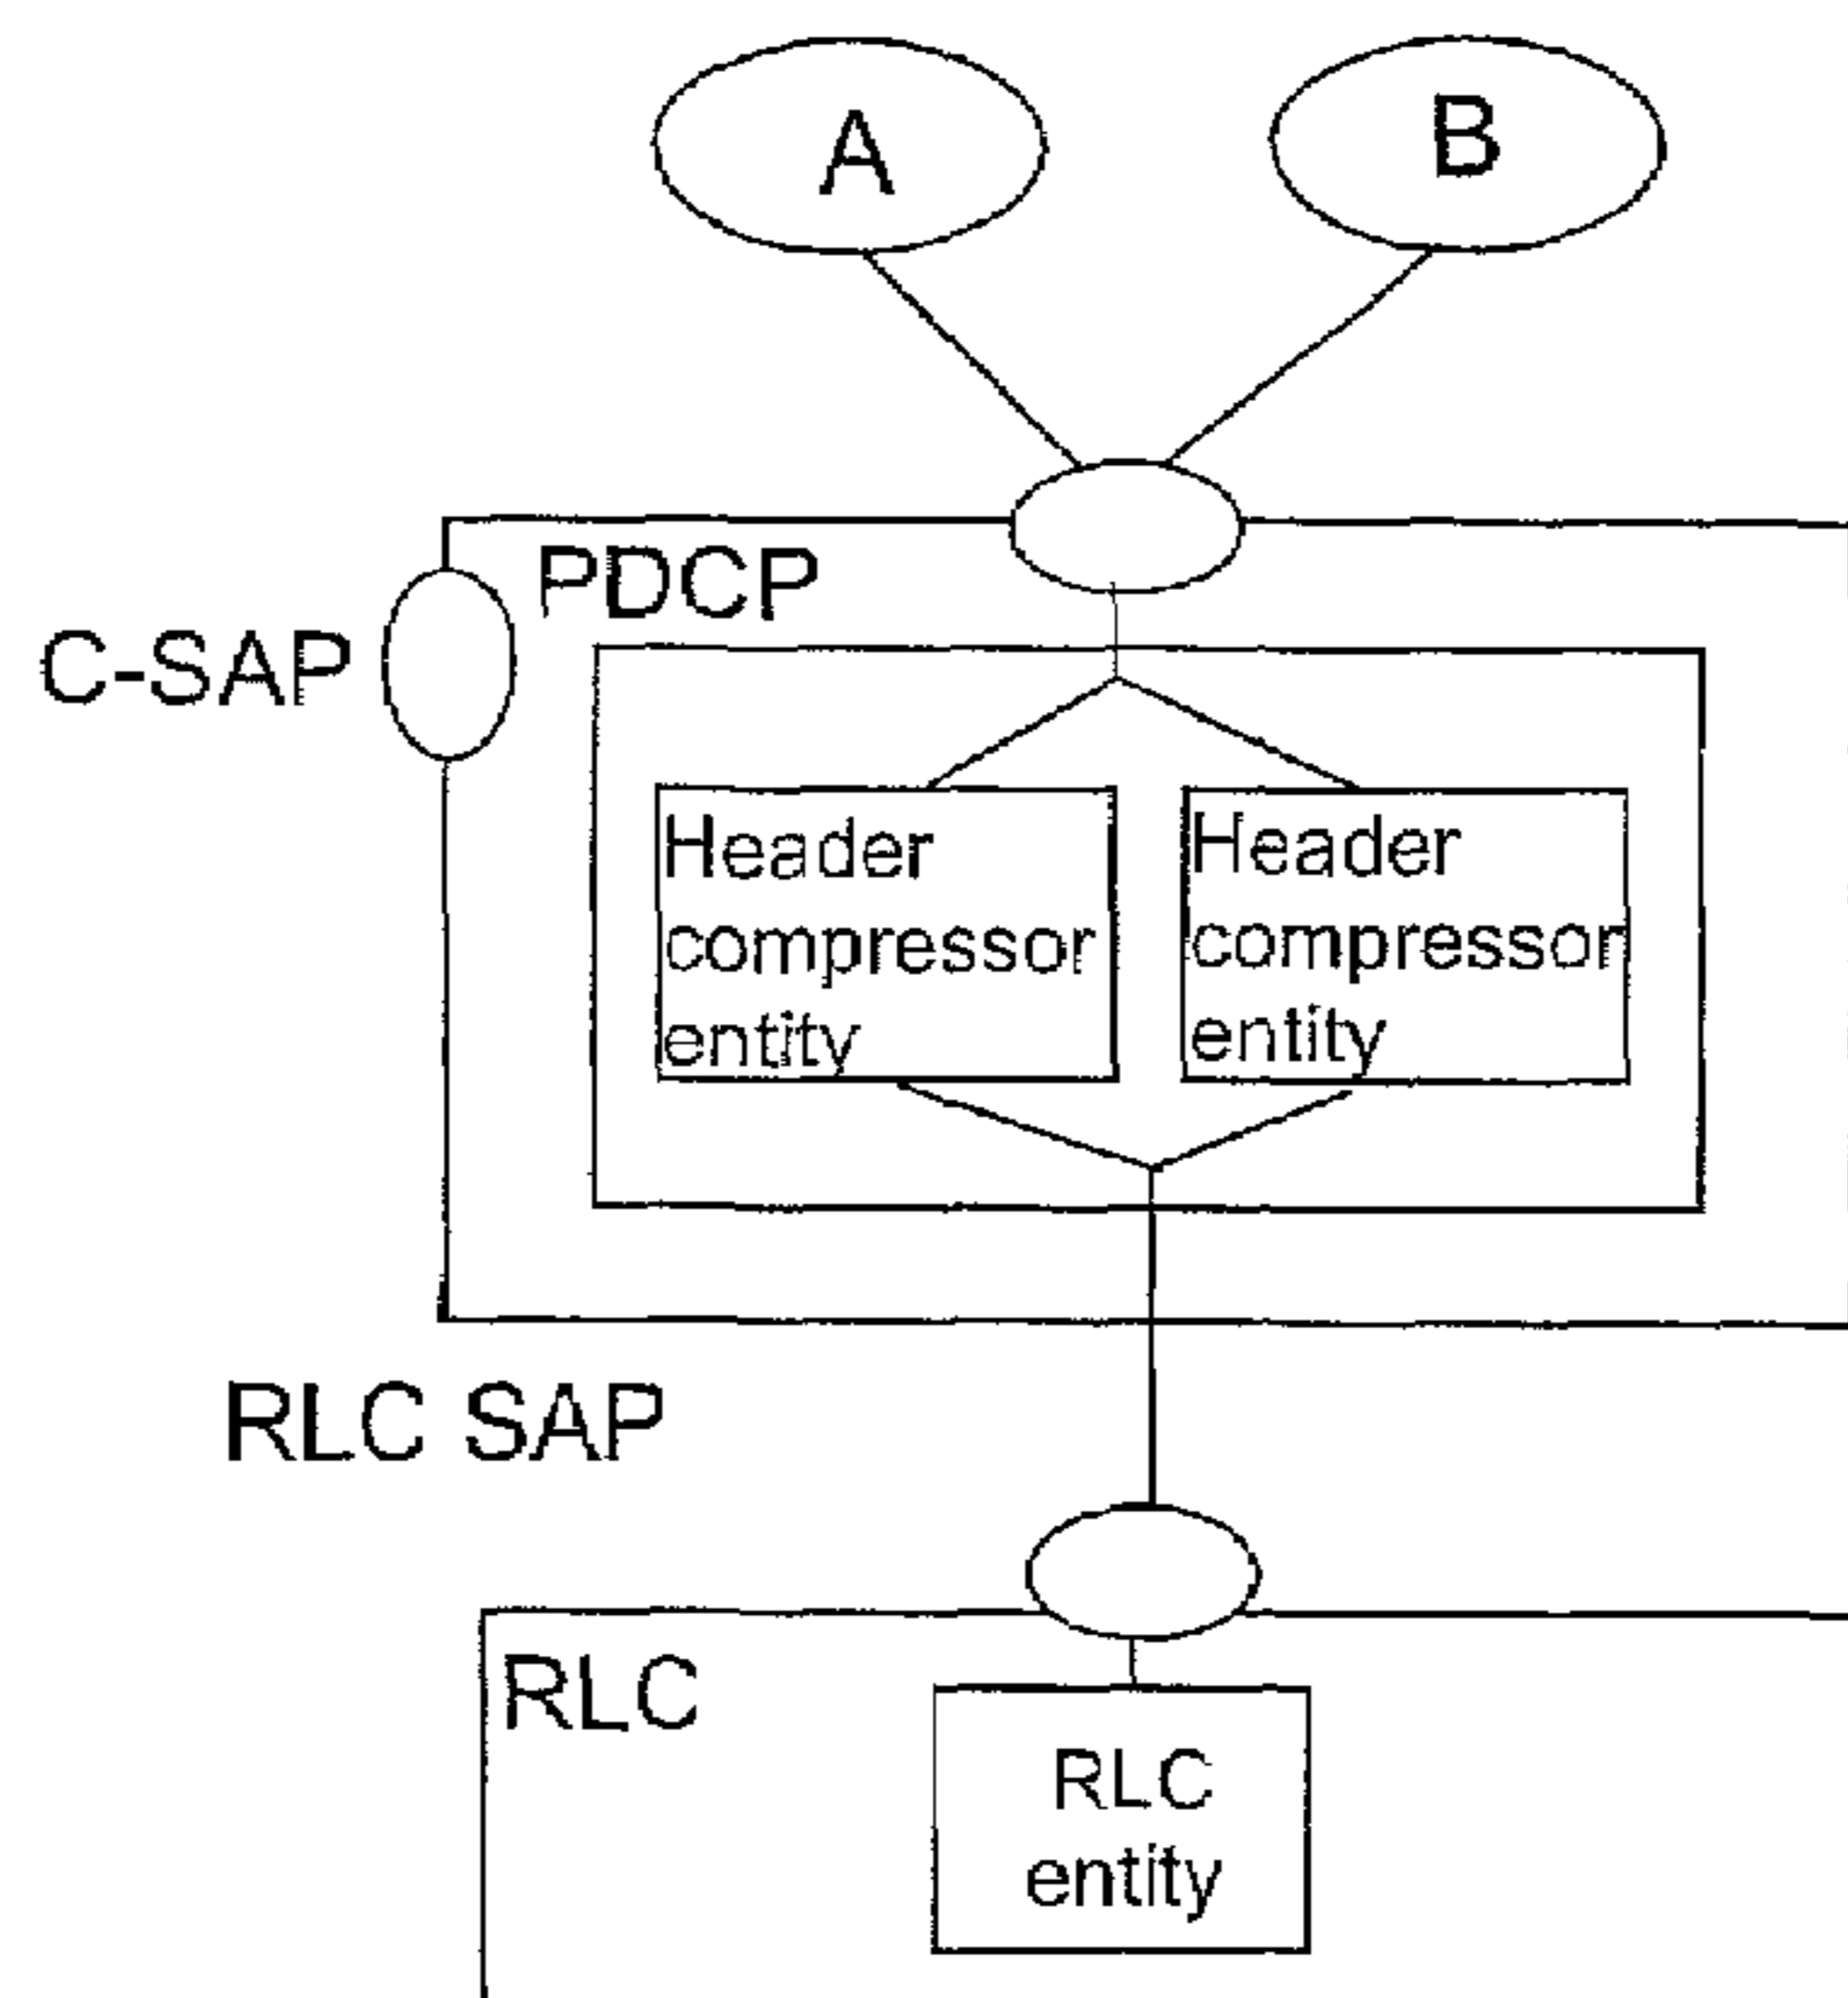 A
B
PDCP
C-SAP
Header
compressor
entity
Header
compressor
entity
RLC SAP
RLC
RLC
entity